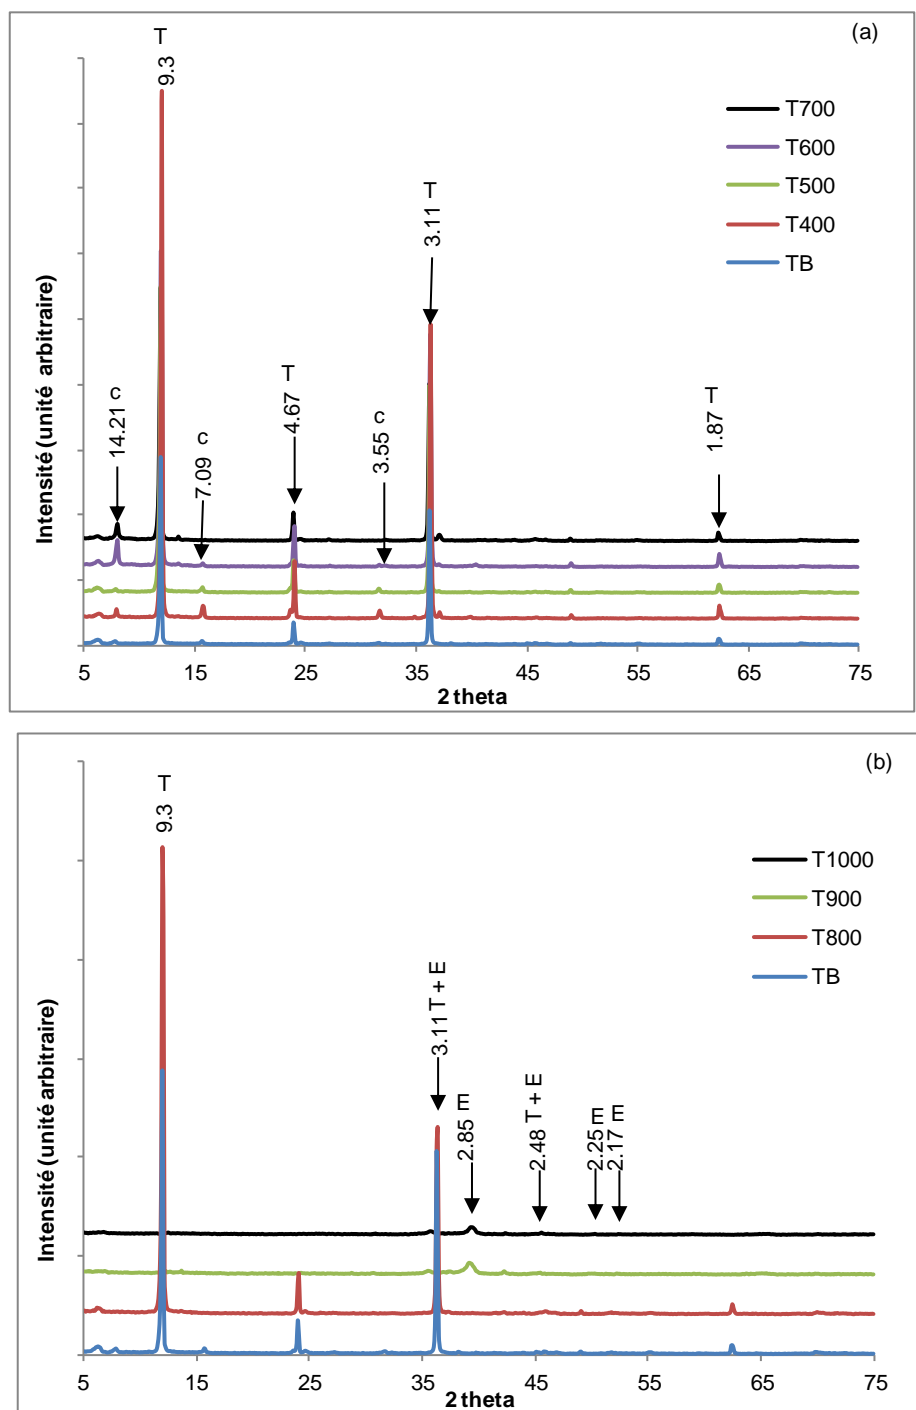 (a)
T
9.3
T700
T600
T500
T400
TB
3.11 T
14.21 c
7.09 c
4.67 T
3.55 c
1.87 T
Intensité (unité arbitraire)
5 15 25 35 45 55 65 75
2 theta
(b)
9.3 T
T1000
T900
T800
TB
3.11 T + E
2.85 E
2.48 T + E
2.25 E
2.17 E
Intensité (unité arbitraire)
5 15 25 35 45 55 65 75
2 theta